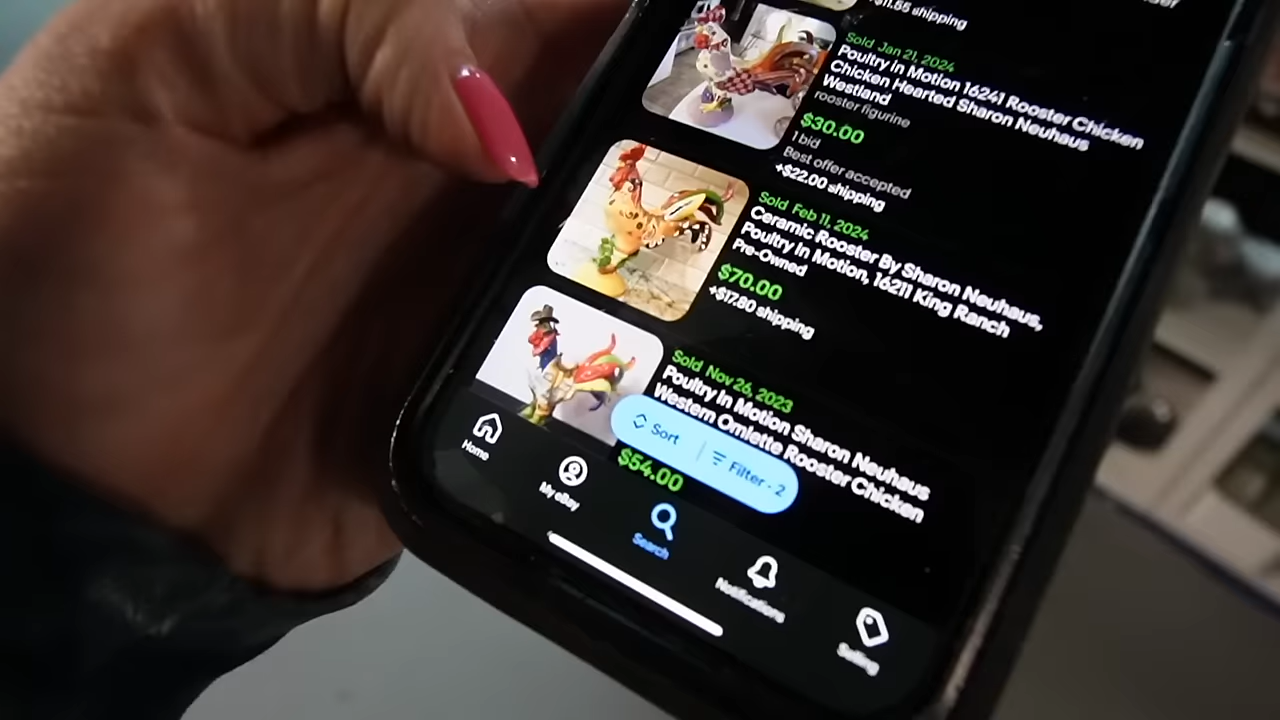 +$11.55 shipping
Sold Jan 21, 2024
Poultry in Motion 16241 Rooster Chicken
Chicken Hearted Sharon Neuhaus
Westland
rooster figurine
$30.00
1 bid
Best offer accepted
+$22.00 shipping
Sold Feb 11, 2024
Ceramic Rooster By Sharon Neuhaus,
Poultry In Motion, 16211 King Ranch
Pre-Owned
$70.00
+$17.80 shipping
Sold Nov 26, 2023
Poultry In Motion Sharon Neuhaus
Western Omlette Rooster Chicken
$54.00
Sort
Filter - 2
Home
My eBay
Search
Notifications
Selling